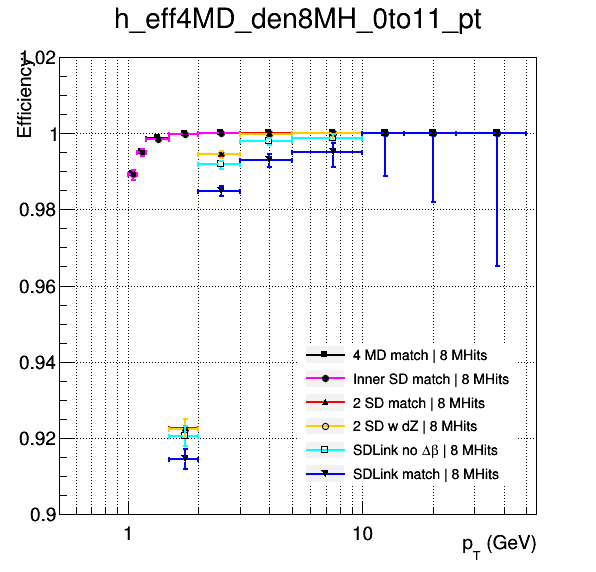 h_eff4MD_den8MH_0to11_pt
Efficiency
1.02
1
0.98
0.96
0.94
0.92
0.9
4 MD match | 8 MHits
Inner SD match | 8 MHits
2 SD match | 8 MHits
2 SD w dZ | 8 MHits
SDLink no Δβ | 8 MHits
SDLink match | 8 MHits
1
10
p_T (GeV)